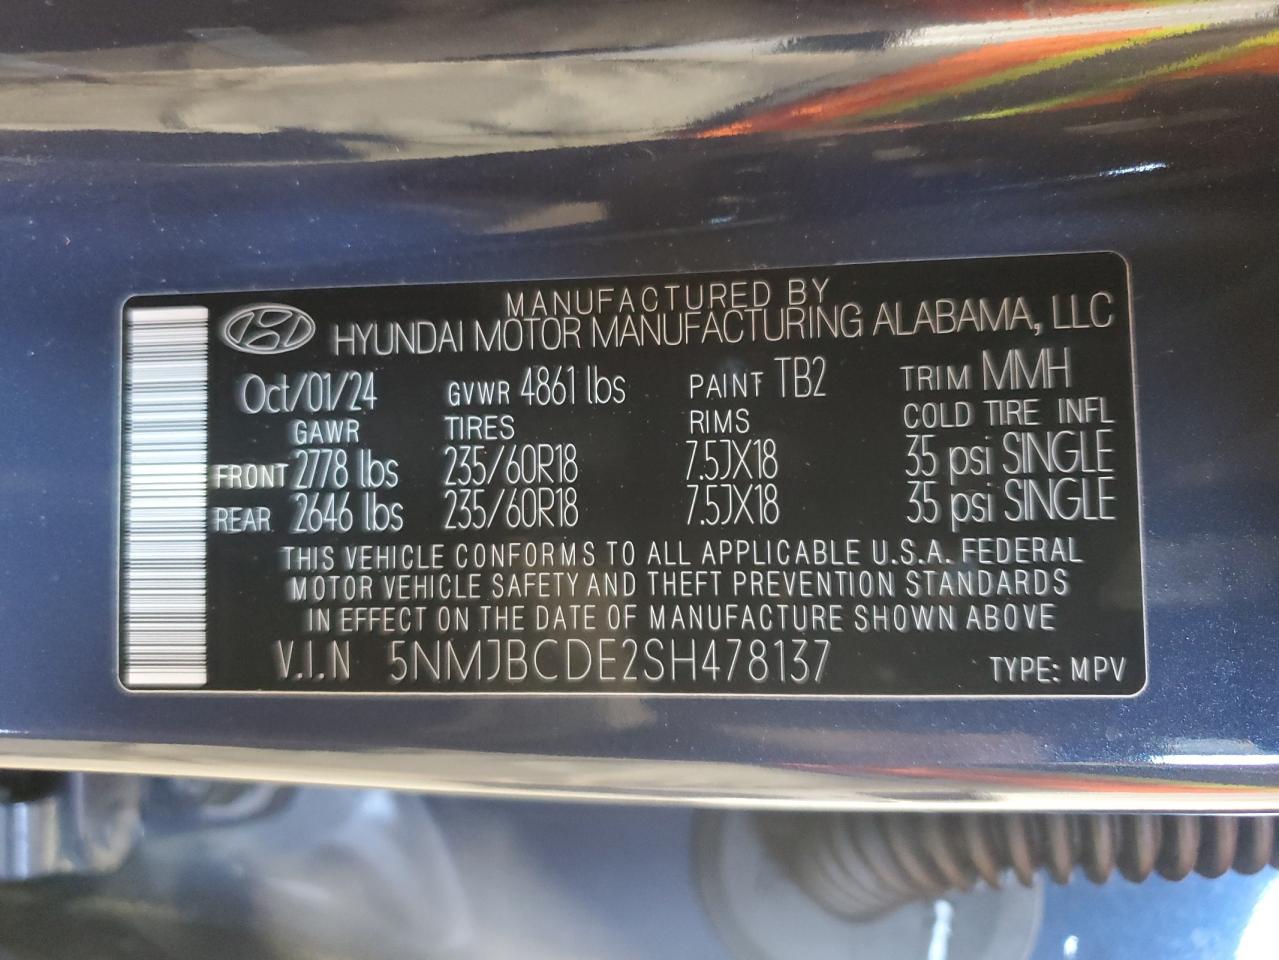 MANUFACTURED BY
HYUNDAI MOTOR MANUFACTURING ALABAMA, LLC
Oct/01/24 GVWR 4861 lbs PAINT TB2 TRIM MMH
GAWR TIRES RIMS COLD TIRE INFL
FRONT 2778 lbs 235/60R18 7.5JX18 35 psi SINGLE
REAR 2646 lbs 235/60R18 7.5JX18 35 psi SINGLE
THIS VEHICLE CONFORMS TO ALL APPLICABLE U.S.A. FEDERAL
MOTOR VEHICLE SAFETY AND THEFT PREVENTION STANDARDS
IN EFFECT ON THE DATE OF MANUFACTURE SHOWN ABOVE
V.I.N 5NMJBCDE2SH478137 TYPE: MPV